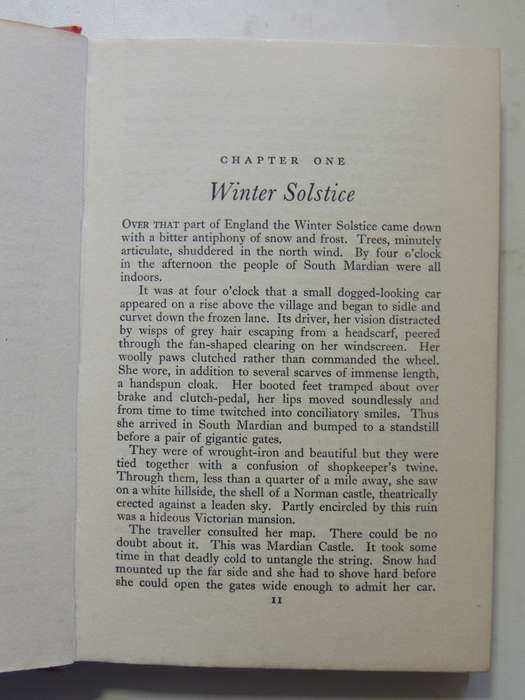 CHAPTER ONE
Winter Solstice
OVER THAT part of England the Winter Solstice came down
with a bitter antiphony of snow and frost. Trees, minutely
articulate, shuddered in the north wind. By four o'clock
in the afternoon the people of South Mardian were all
indoors.
It was at four o'clock that a small dogged-looking car
appeared on a rise above the village and began to sidle and
curvet down the frozen lane. Its driver, her vision distracted
by wisps of grey hair escaping from a headscarf, peered
through the fan-shaped clearing on her windscreen. Her
woolly paws clutched rather than commanded the wheel.
She wore, in addition to several scarves of immense length,
a handspun cloak. Her booted feet tramped about over
brake and clutch-pedal, her lips moved soundlessly and
from time to time twitched into conciliatory smiles. Thus
she arrived in South Mardian and bumped to a standstill
before a pair of gigantic gates.
They were of wrought-iron and beautiful but they were
tied together with a confusion of shopkeeper's twine.
Through them, less than a quarter of a mile away, she saw
on a white hillside, the shell of a Norman castle, theatrically
erected against a leaden sky. Partly encircled by this ruin
was a hideous Victorian mansion.
The traveller consulted her map. There could be no
doubt about it. This was Mardian Castle. It took some
time in that deadly cold to untangle the string. Snow had
mounted up the far side and she had to shove hard before
she could open the gates wide enough to admit her car.
11